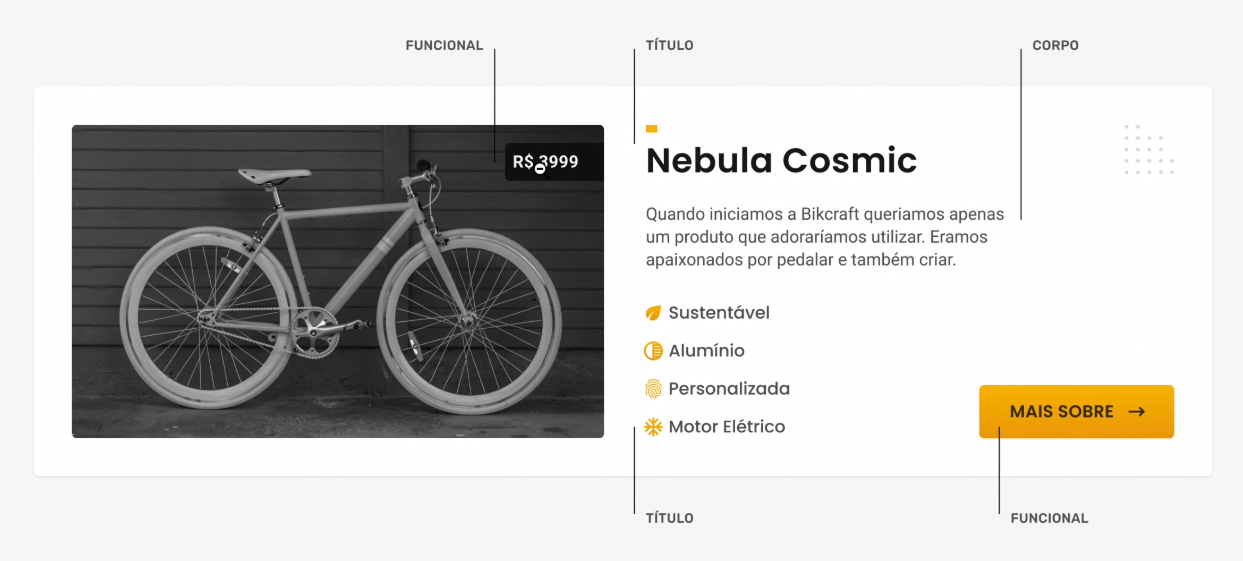 FUNCIONAL
TÍTULO
CORPO
R$ 3999
Nebula Cosmic
Quando iniciamos a Bikcraft queriamos apenas
um produto que adoraríamos utilizar. Eramos
apaixonados por pedalar e também criar.
Sustentável
Alumínio
Personalizada
Motor Elétrico
MAIS SOBRE →
TÍTULO
FUNCIONAL